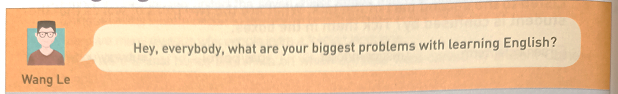 Hey, everybody, what are your biggest problems with learning English?
Wang Le